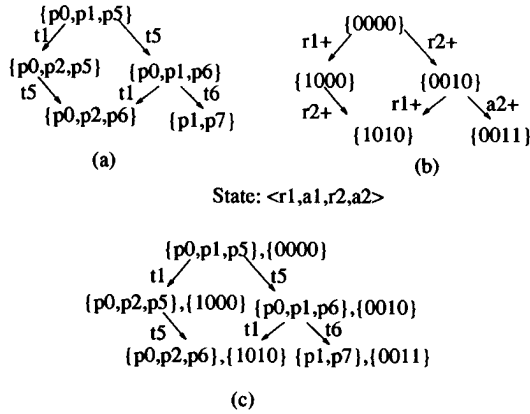 {p0,p1,p5}
t1 t5
{p0,p2,p5} {p0,p1,p6}
t5 t1 t6
{p0,p2,p6} {p1,p7}
(a)
{0000}
r1+ r2+
{1000} {0010}
r2+ r1+ a2+
{1010} {0011}
(b)
State: <r1,a1,r2,a2>
{p0,p1,p5},{0000}
t1 t5
{p0,p2,p5},{1000} {p0,p1,p6},{0010}
t5 t1 t6
{p0,p2,p6},{1010} {p1,p7},{0011}
(c)